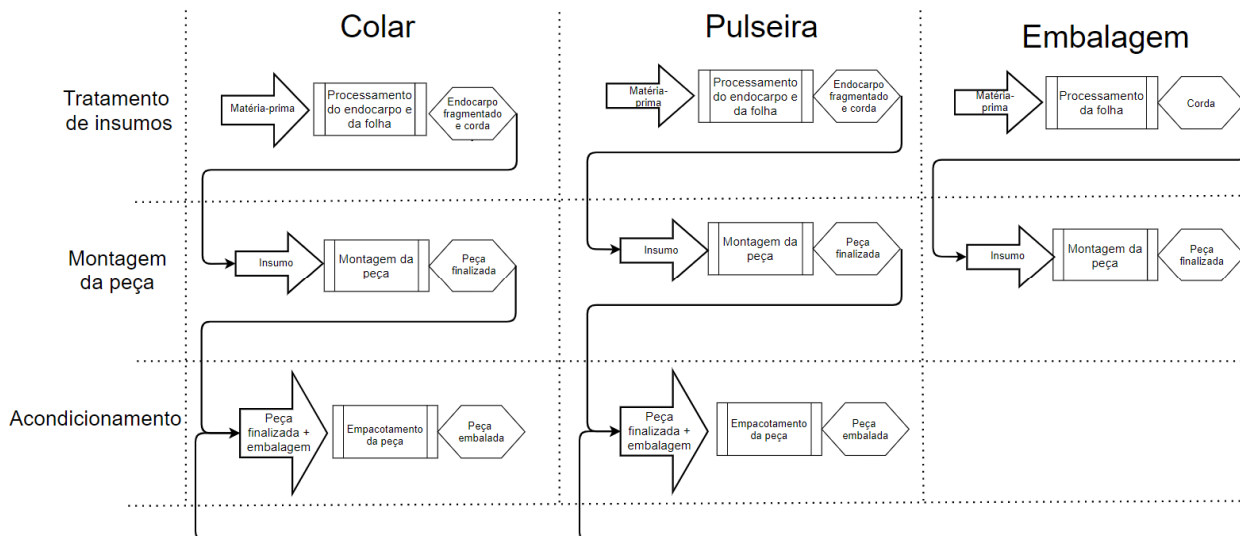 Colar
Pulseira
Embalagem
Tratamento
de insumos
Matéria-prima
Processamento
do endocarpo e
da folha
Endocarpo
fragmentado
e corda
Matéria-
prima
Processamento
do endocarpo e
da folha
Endocarpo
fragmentado
e corda
Matéria-
prima
Processamento
da folha
Corda
Montagem
da peça
Insumo
Montagem da
peça
Peça
finalizada
Insumo
Montagem da
peça
Peça
finalizada
Insumo
Montagem da
peça
Peça
finalizada
Acondicionamento
Peça
finalizada +
embalagem
Empacotamento
da peça
Peça
embalada
Peça
finalizada +
embalagem
Empacotamento
da peça
Peça
embalada